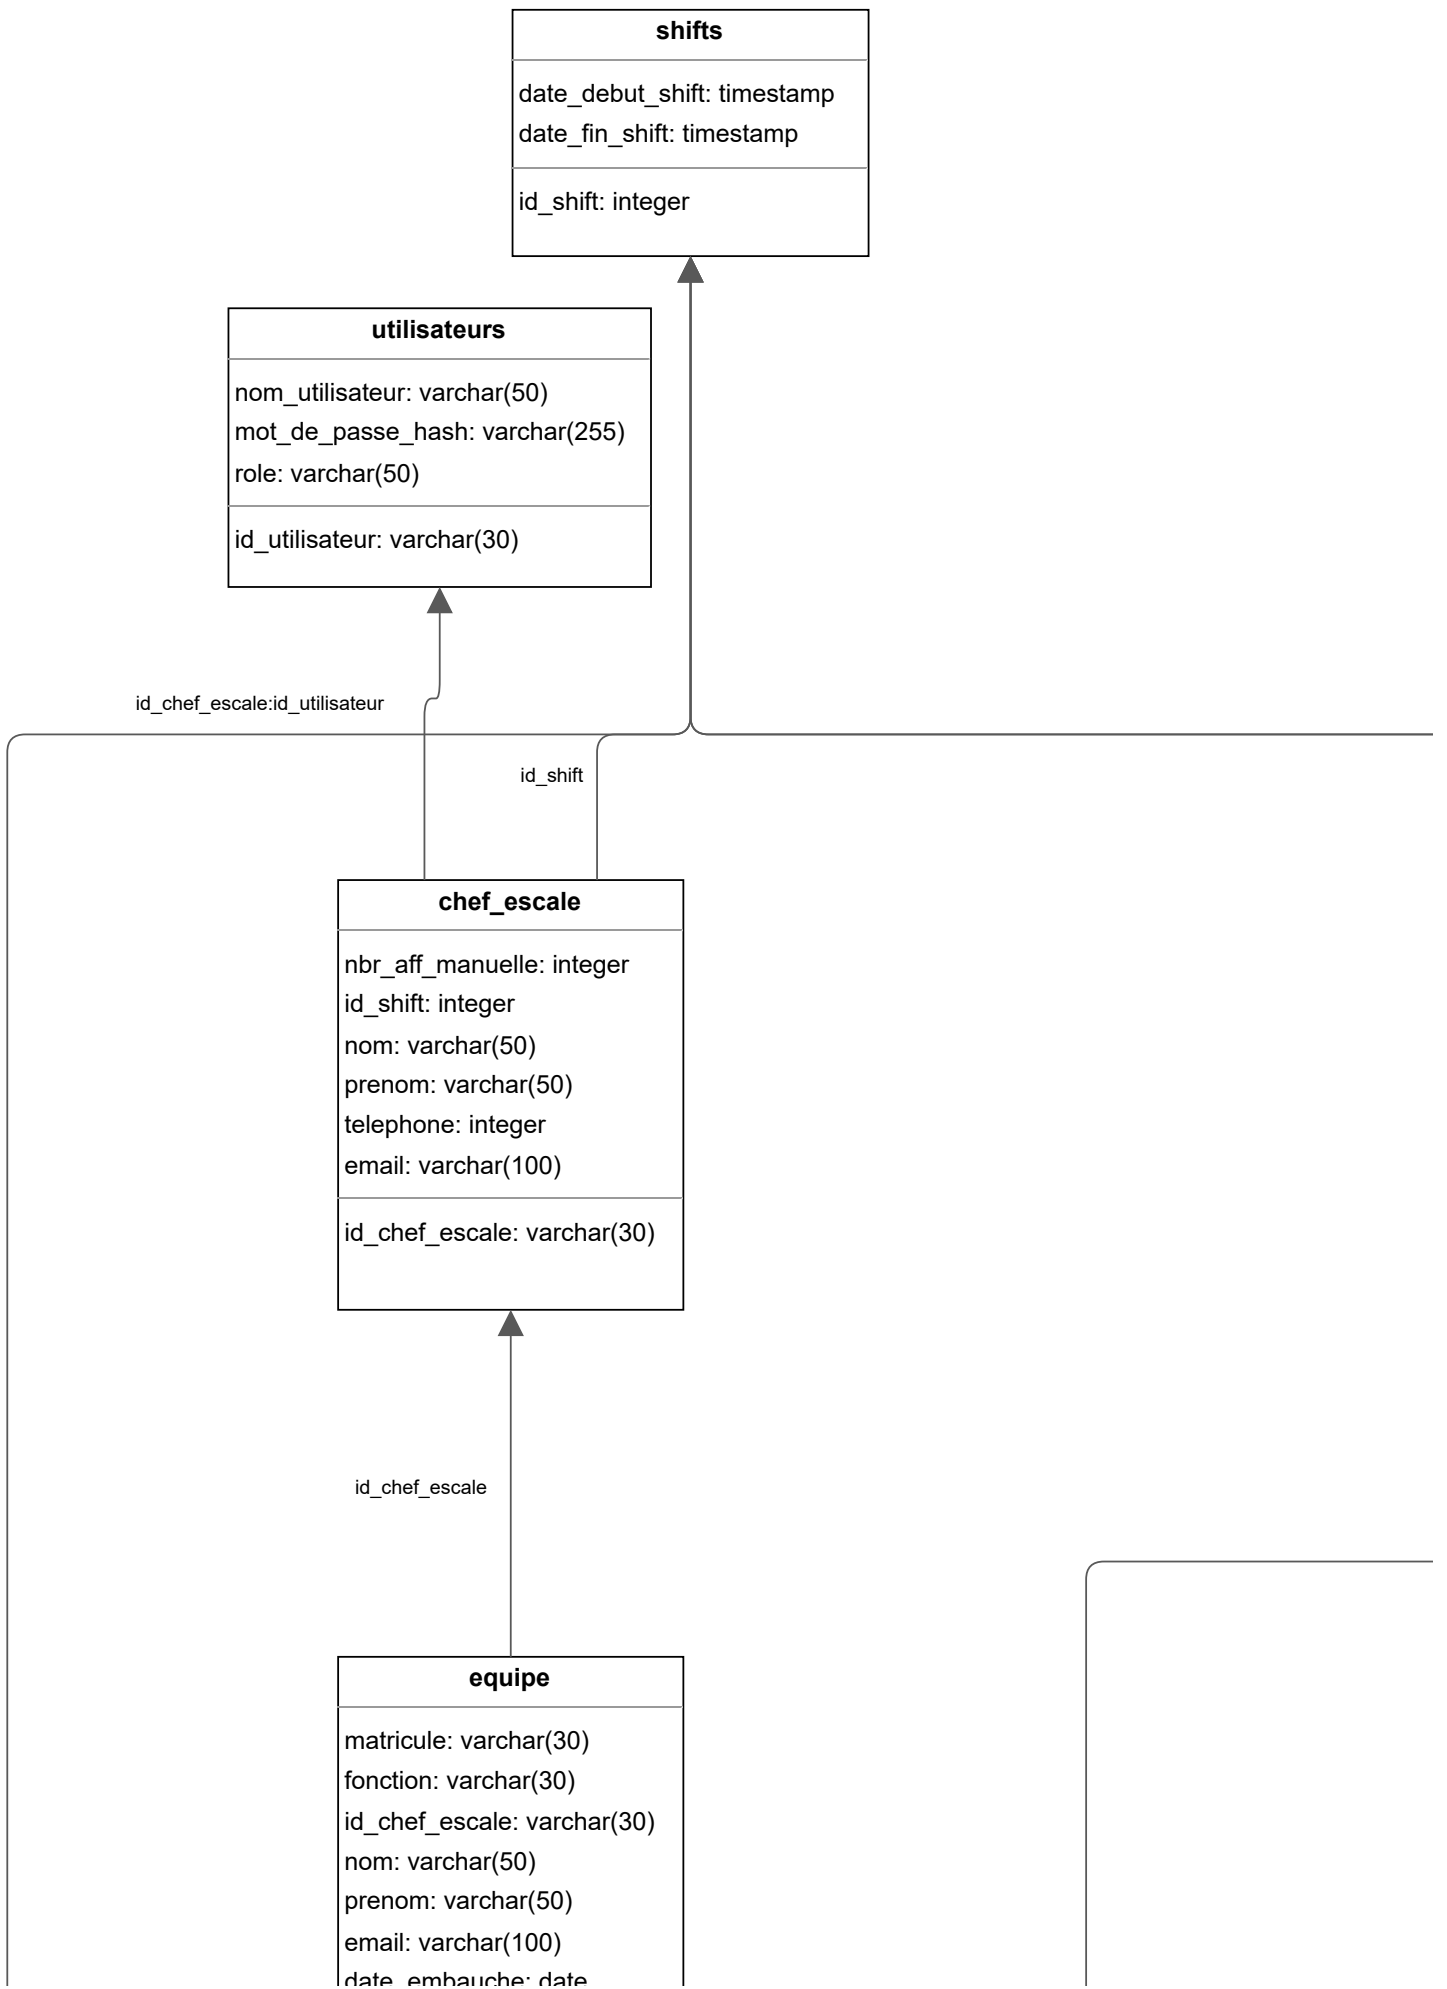 shifts
date_debut_shift: timestamp
date_fin_shift: timestamp
id_shift: integer
utilisateurs
nom_utilisateur: varchar(50)
mot_de_passe_hash: varchar(255)
role: varchar(50)
id_utilisateur: varchar(30)
id_chef_escale:id_utilisateur
id_shift
chef_escale
nbr_aff_manuelle: integer
id_shift: integer
nom: varchar(50)
prenom: varchar(50)
telephone: integer
email: varchar(100)
id_chef_escale: varchar(30)
id_chef_escale
equipe
matricule: varchar(30)
fonction: varchar(30)
id_chef_escale: varchar(30)
nom: varchar(50)
prenom: varchar(50)
email: varchar(100)
date_embauche: date